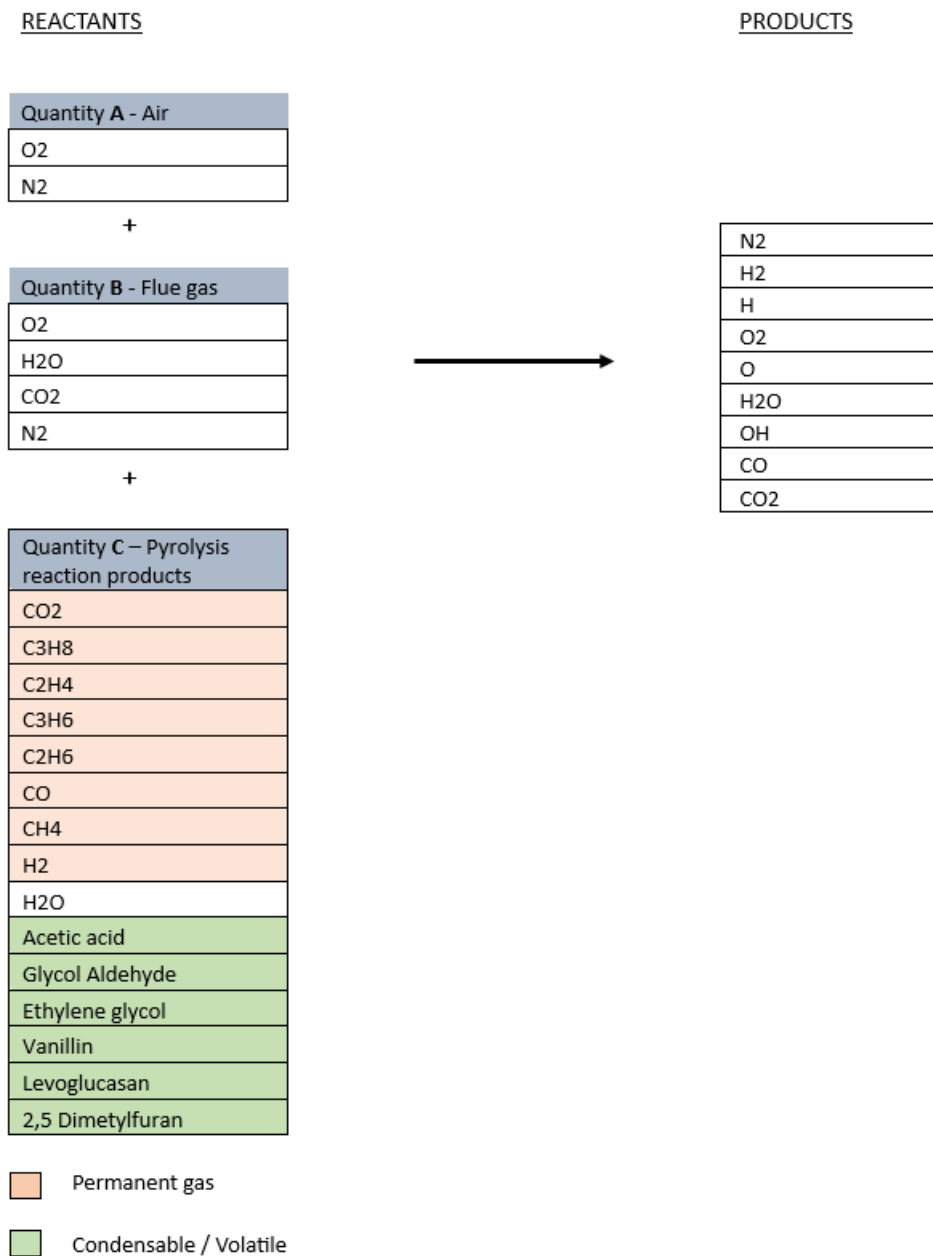 REACTANTS
PRODUCTS
Quantity A - Air
O2
N2
+
Quantity B - Flue gas
O2
H2O
CO2
N2
+
Quantity C – Pyrolysis
reaction products
CO2
C3H8
C2H4
C3H6
C2H6
CO
CH4
H2
H2O
Acetic acid
Glycol Aldehyde
Ethylene glycol
Vanillin
Levoglucasan
2,5 Dimetylfuran
Permanent gas
Condensable / Volatile
N2
H2
H
O2
O
H2O
OH
CO
CO2